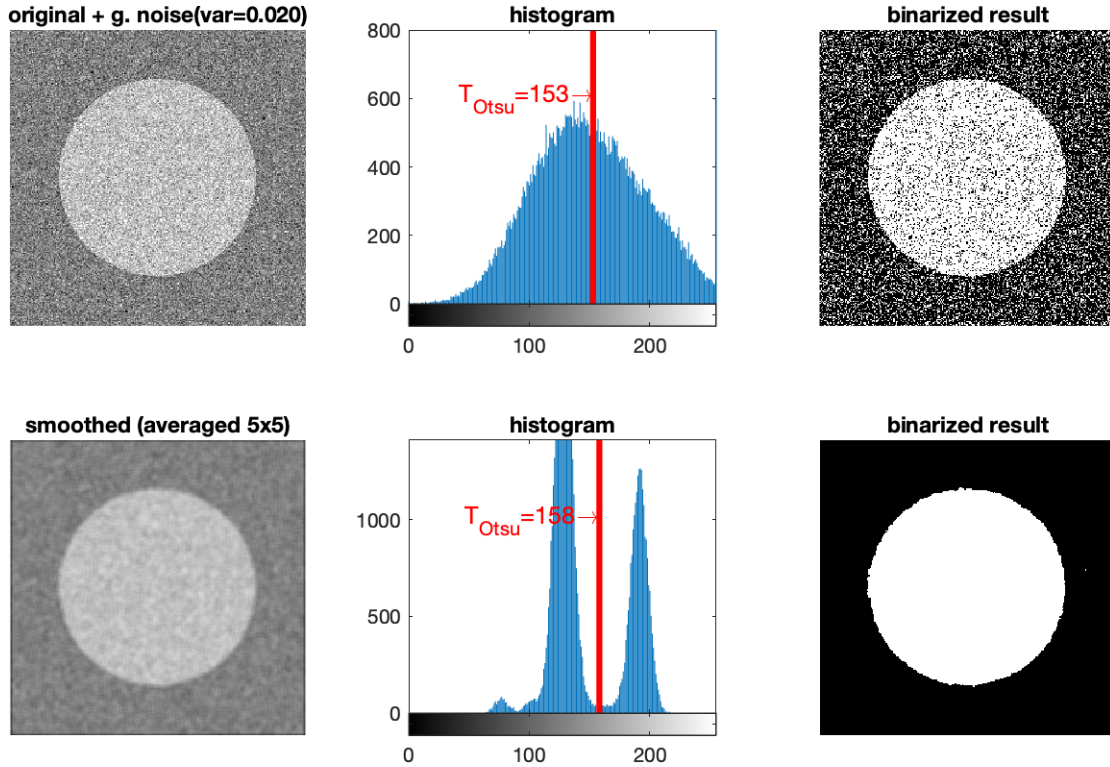 original + g. noise(var=0.020)
histogram
binarized result
800
600
400
200
0
T_Otsu=153
0 100 200
smoothed (averaged 5x5)
histogram
binarized result
1000
500
0
T_Otsu=158
0 100 200